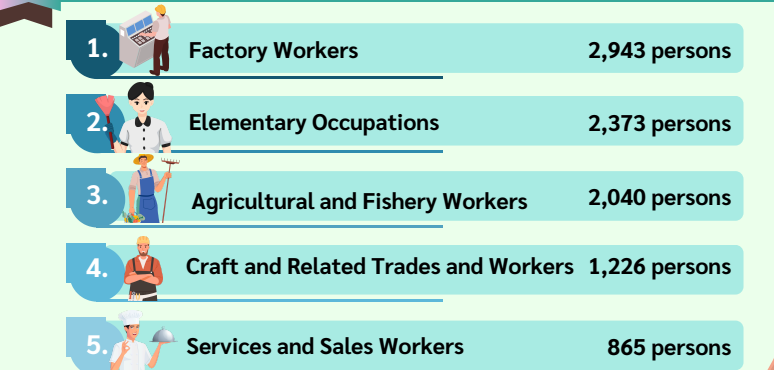 1. Factory Workers 2,943 persons
2. Elementary Occupations 2,373 persons
3. Agricultural and Fishery Workers 2,040 persons
4. Craft and Related Trades and Workers 1,226 persons
5. Services and Sales Workers 865 persons